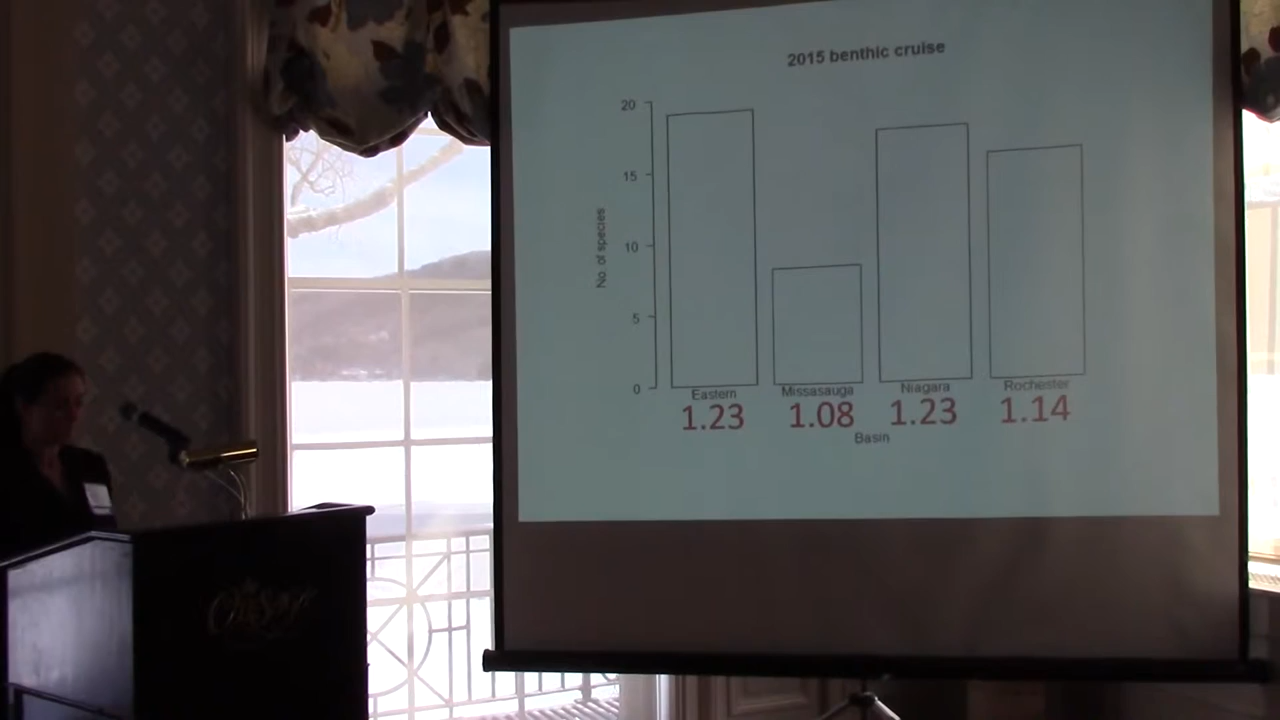 2015 benthic cruise
20
15
10
5
0
No. of species
Eastern Missasauga Niagara Rochester
1.23 1.08 1.23 1.14
Basin